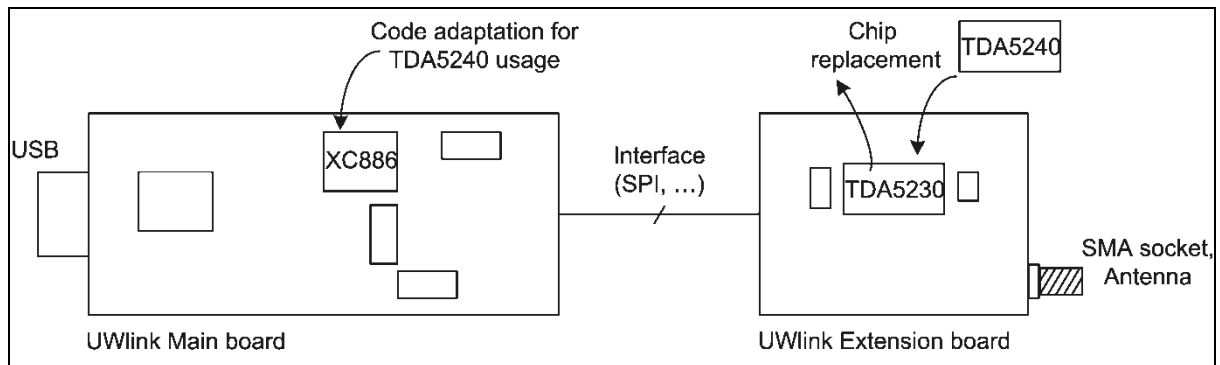 Code adaptation for
TDA5240 usage
Chip
replacement
TDA5240
USB
XC886
Interface
(SPI, ...)
TDA5230
SMA socket,
Antenna
UWlink Main board
UWlink Extension board